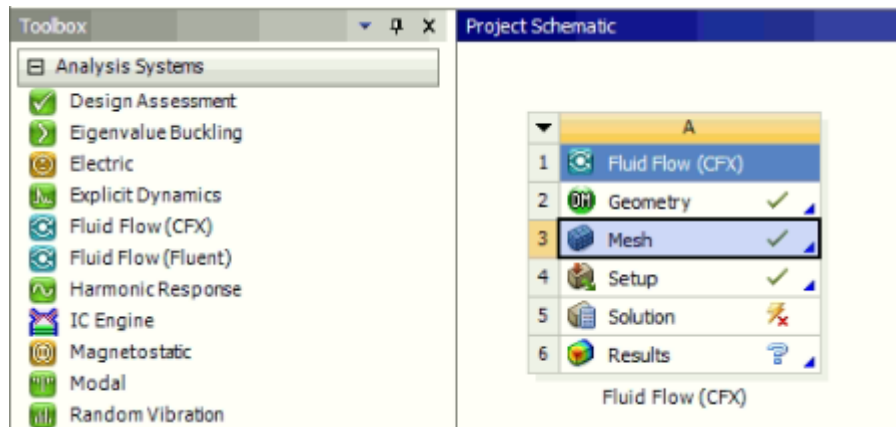 Toolbox
Analysis Systems
Design Assessment
Eigenvalue Buckling
Electric
Explicit Dynamics
Fluid Flow (CFX)
Fluid Flow (Fluent)
Harmonic Response
IC Engine
Magnetostatic
Modal
Random Vibration
Project Schematic
A
1 Fluid Flow (CFX)
2 Geometry
3 Mesh
4 Setup
5 Solution
6 Results
Fluid Flow (CFX)